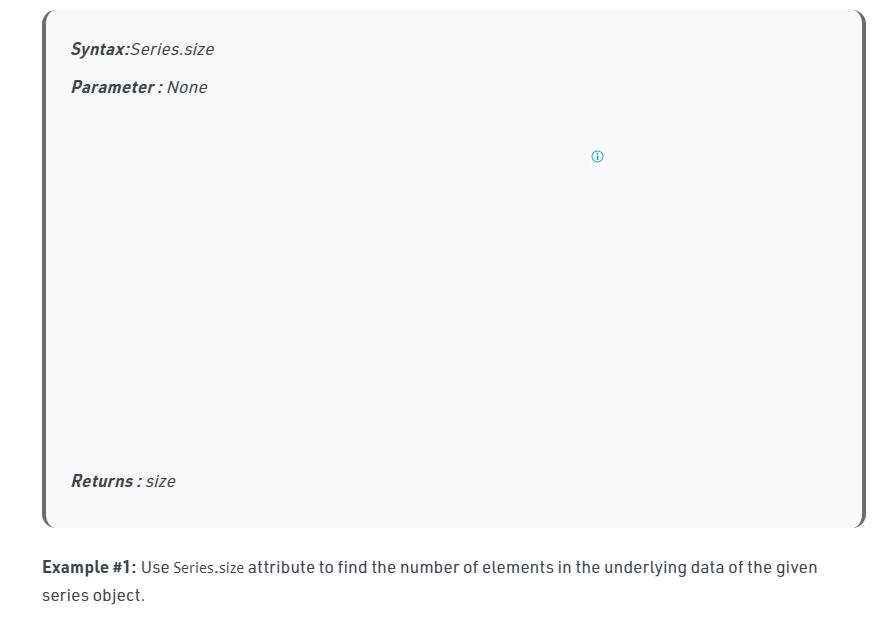 Syntax:Series.size
Parameter : None
Returns : size
Example #1: Use Series.size attribute to find the number of elements in the underlying data of the given
series object.